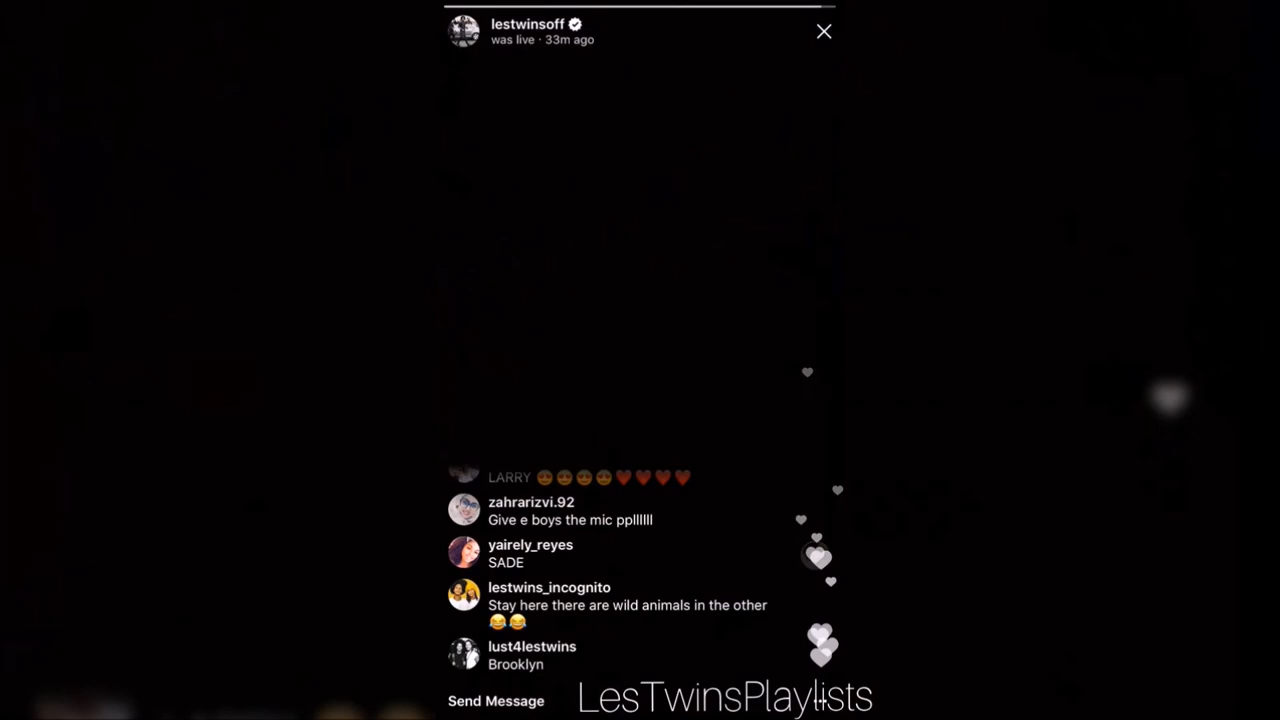 lestwinsoff
was live · 33m ago
LARRY 😍😍😍😍❤️❤️❤️❤️
zahrarizvi.92
Give e boys the mic ppllllll
yairely_reyes
SADE
lestwins_incognito
Stay here there are wild animals in the other
😂😂
lust4lestwins
Brooklyn
Send Message
LesTwinsPlaylists